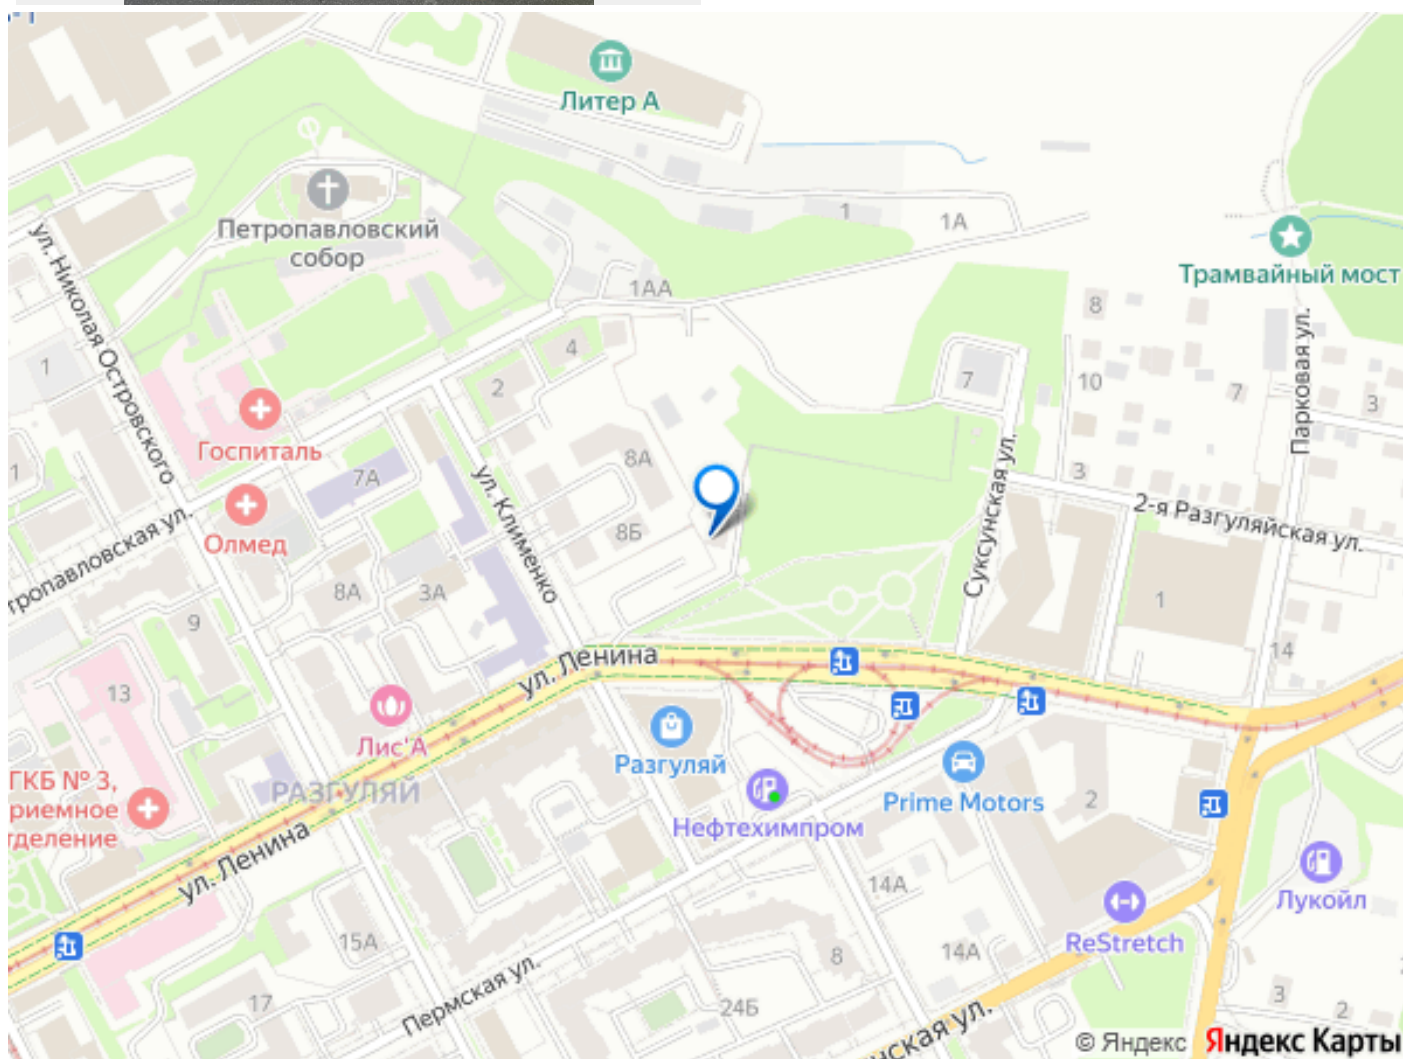 Литер А
Петропавловский
собор
1
1А
Трамвайный мост
ул. Николая Островского
1АА
8
4
2
1
7
10
7
3
Парковая ул.
Госпиталь
1
7А
8А
ул. Клименко
3
Суксунская ул.
2-я Разгуляйская ул.
Олмед
8Б
тропавловская ул.
8А
3А
9
1
14
ул. Ленина
13
Лис'А
Разгуляй
РАЗГУЛЯЙ
ГКБ № 3,
риемное
тделение
Prime Motors
2
Нефтехимпром
ул. Ленина
14А
Лукойл
ReStretch
15А
14А
8
17
Пермская ул.
24Б
3
2
нская ул.
© Яндекс Яндекс Карты